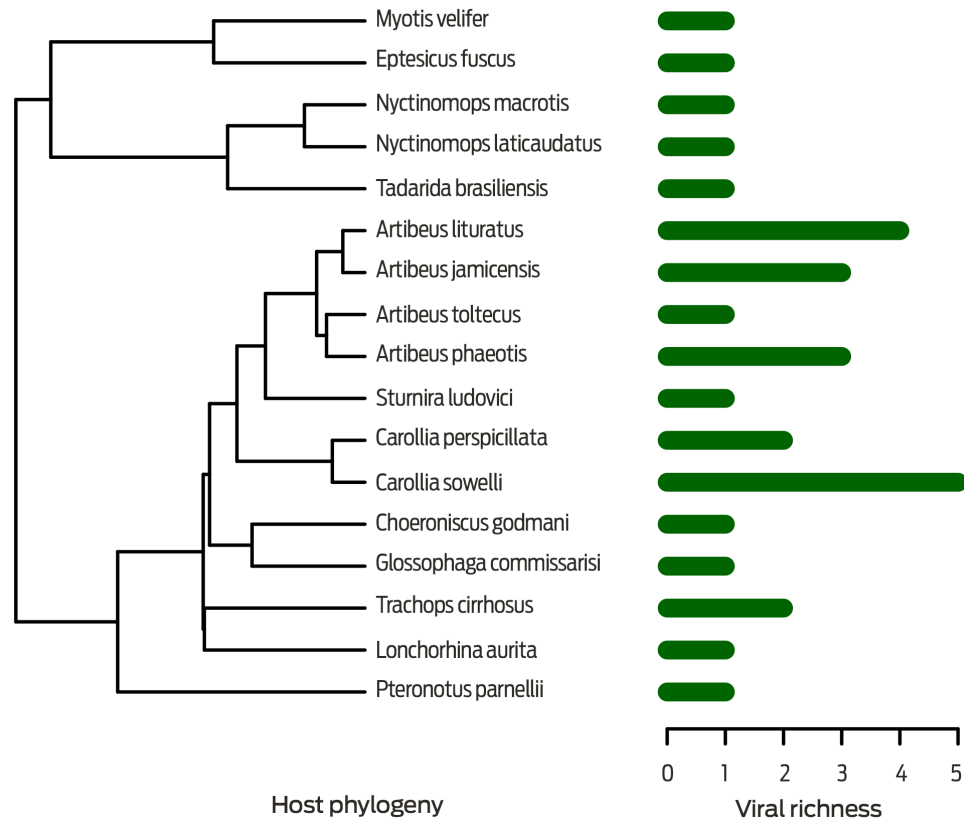 Myotis velifer
Eptesicus fuscus
Nyctinomops macrotis
Nyctinomops laticaudatus
Tadarida brasiliensis
Artibeus lituratus
Artibeus jamicensis
Artibeus toltecus
Artibeus phaeotis
Sturnira ludovici
Carollia perspicillata
Carollia sowelli
Choeroniscus godmani
Glossophaga commissarisi
Trachops cirrhosus
Lonchorhina aurita
Pteronotus parnellii
0 1 2 3 4 5
Host phylogeny
Viral richness